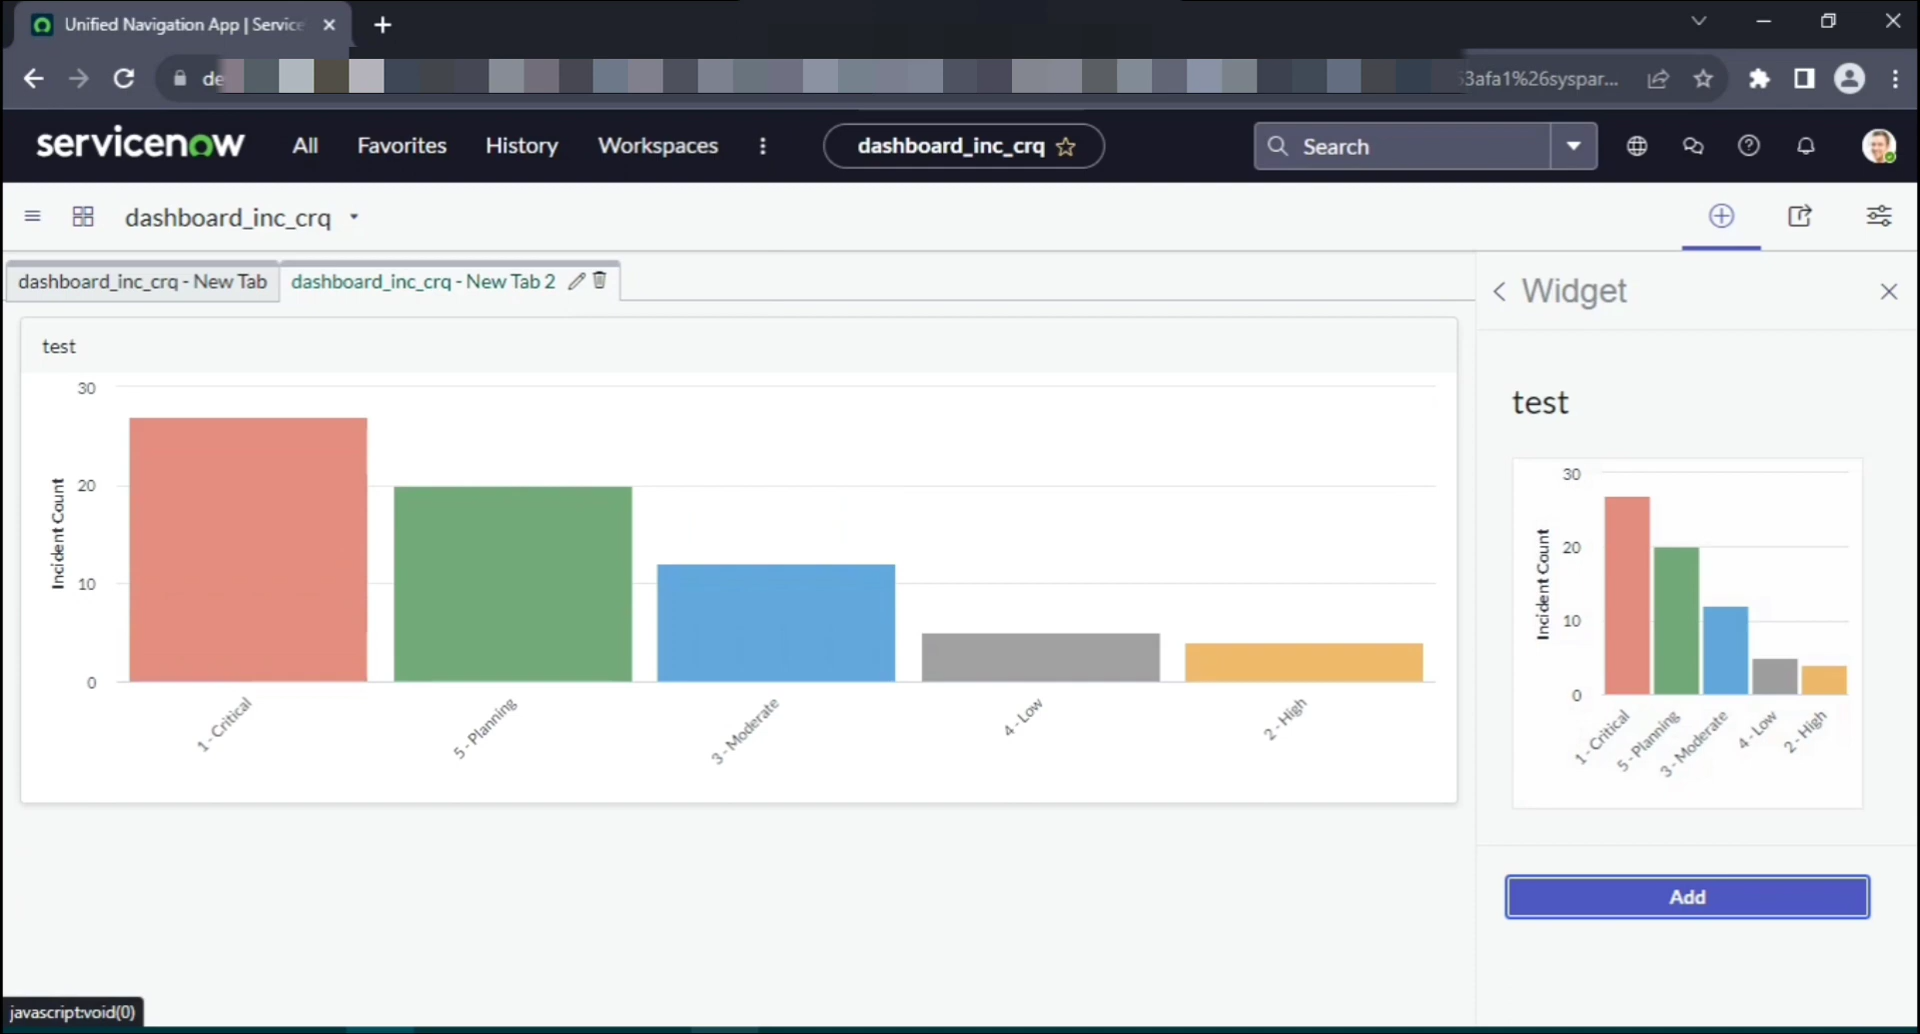 Unified Navigation App | Service
de
53afa1%26syspar...
servicenow
All
Favorites
History
Workspaces
dashboard_inc_crq
Search
dashboard_inc_crq
dashboard_inc_crq - New Tab
dashboard_inc_crq - New Tab 2
Widget
test
30
20
10
0
Incident Count
1 - Critical
5 - Planning
3 - Moderate
4 - Low
2 - High
test
30
20
10
0
Incident Count
1 - Critical
5 - Planning
3 - Moderate
4 - Low
2 - High
Add
javascript:void(0)